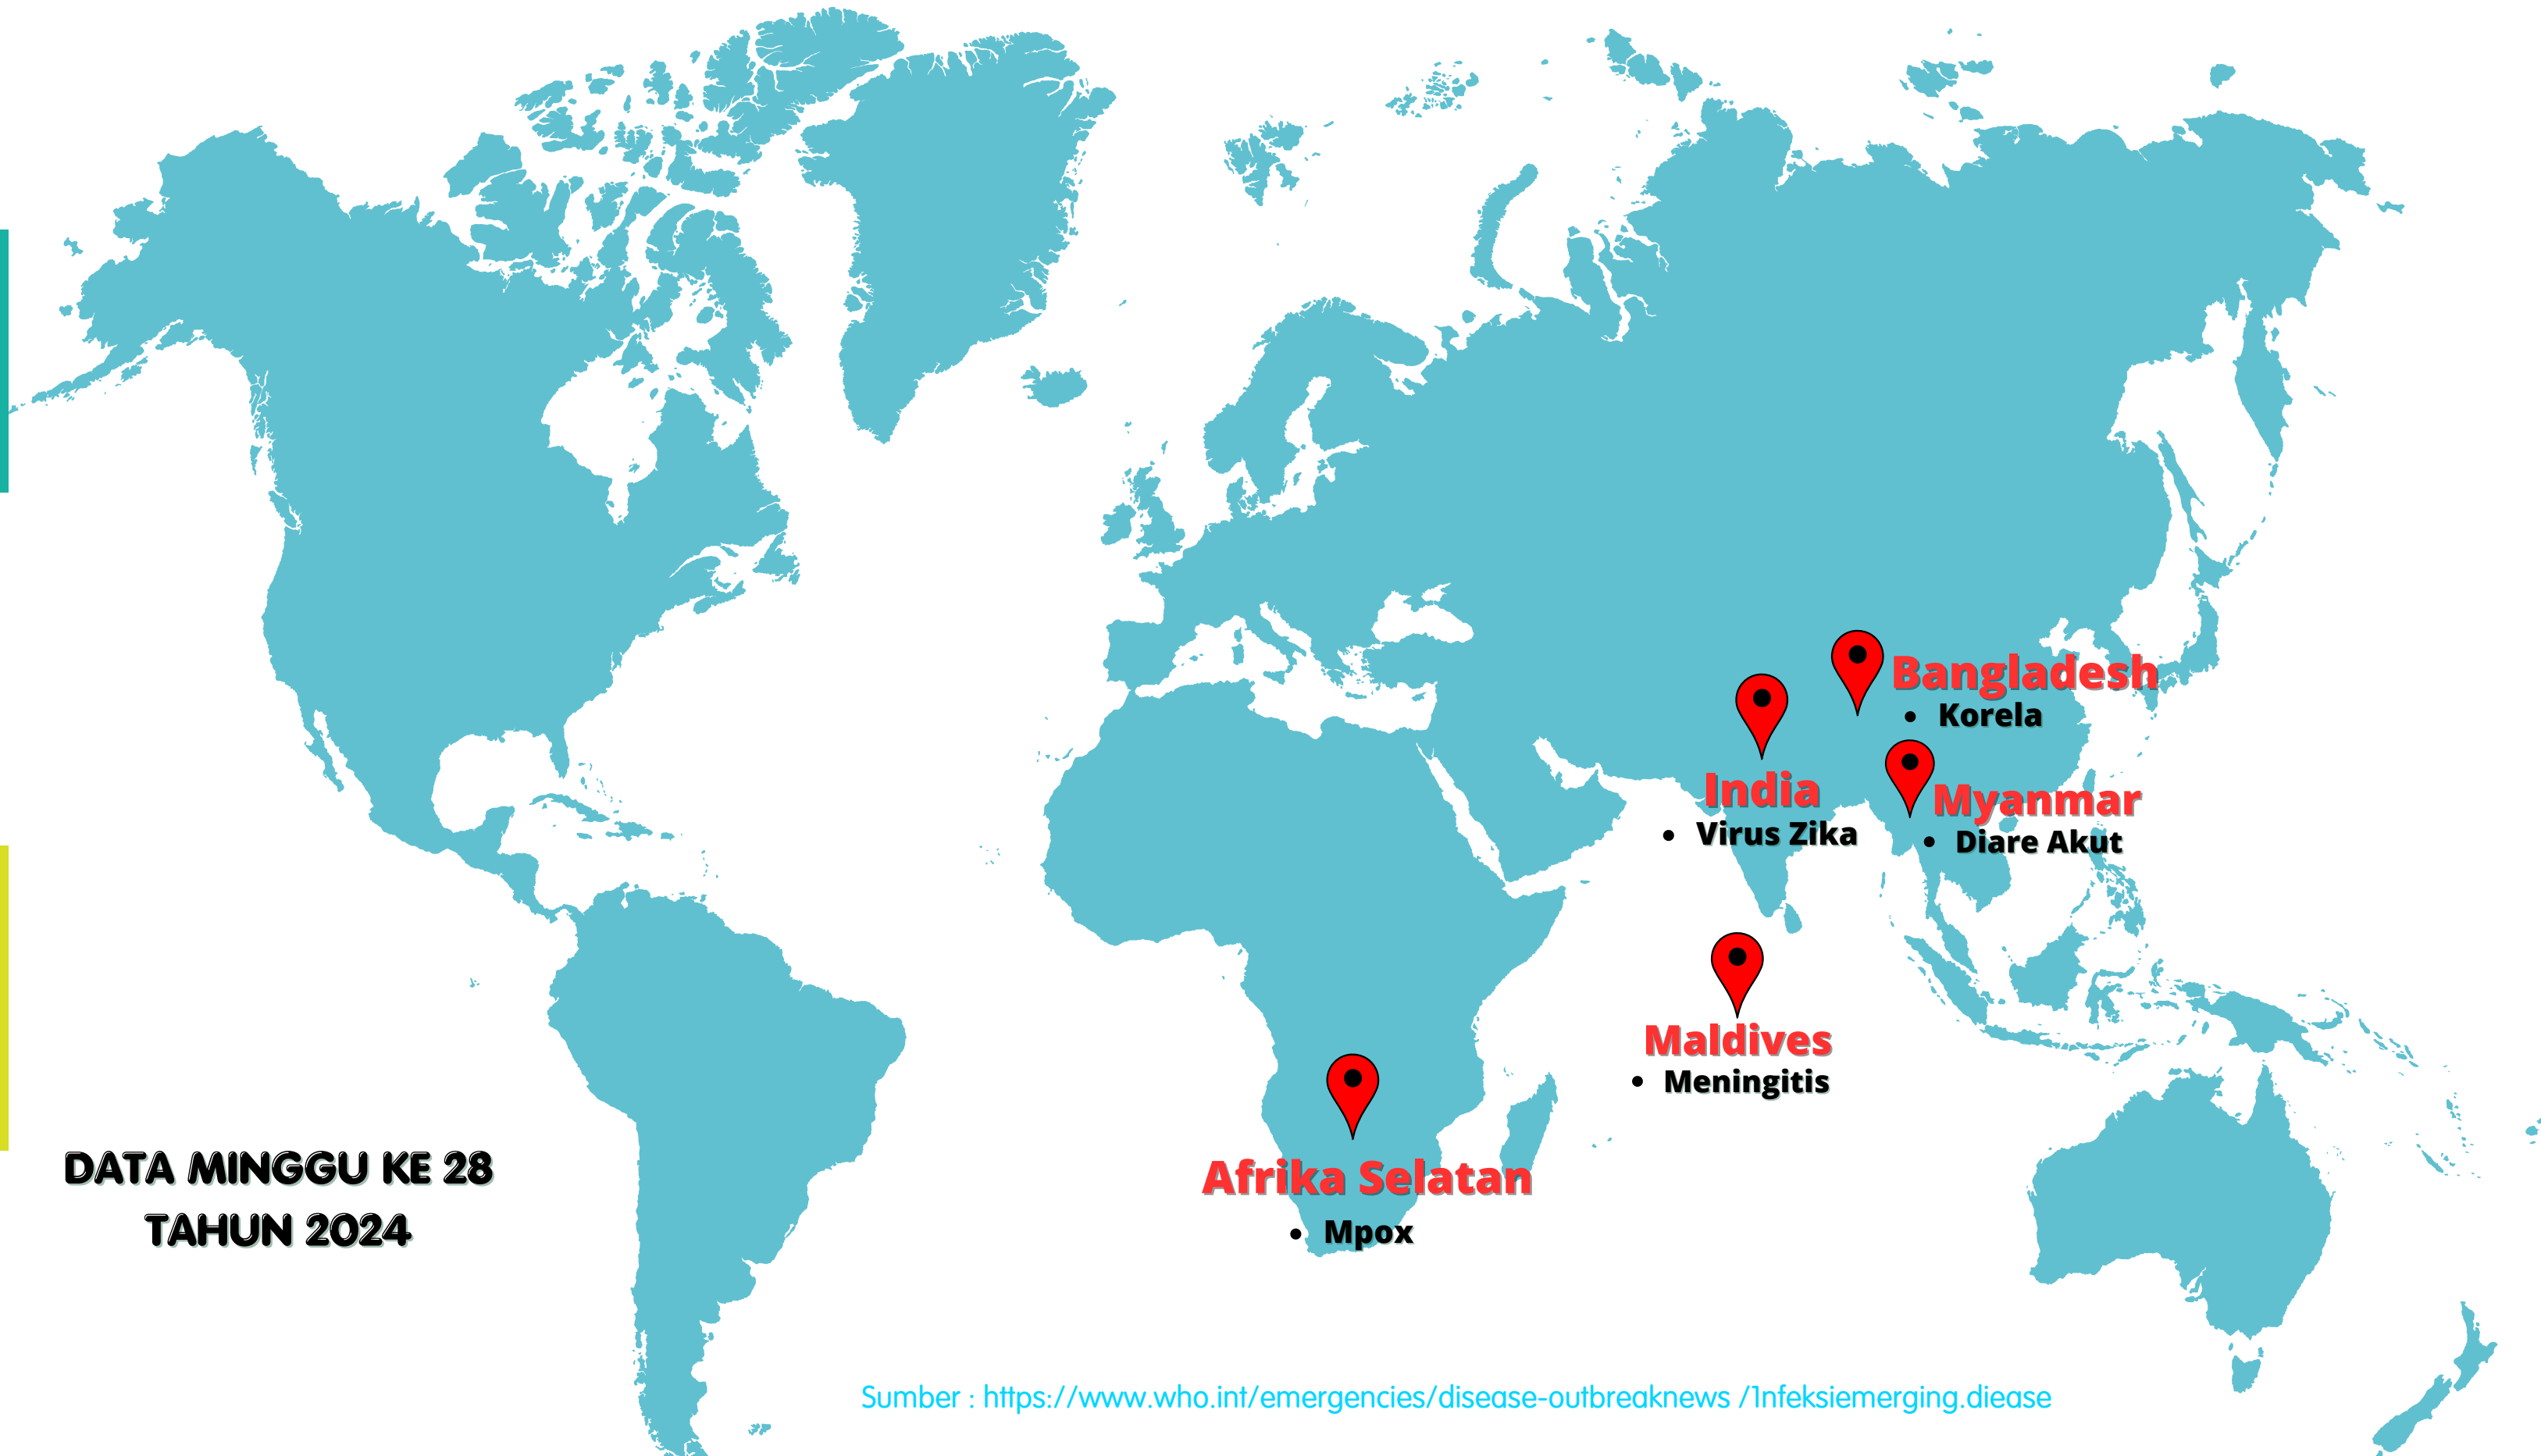 Bangladesh
• Korela
India
• Virus Zika
Myanmar
• Diare Akut
Maldives
• Meningitis
Afrika Selatan
• Mpox
DATA MINGGU KE 28
TAHUN 2024
Sumber : https://www.who.int/emergencies/disease-outbreaknews /1nfeksiemerging.diease